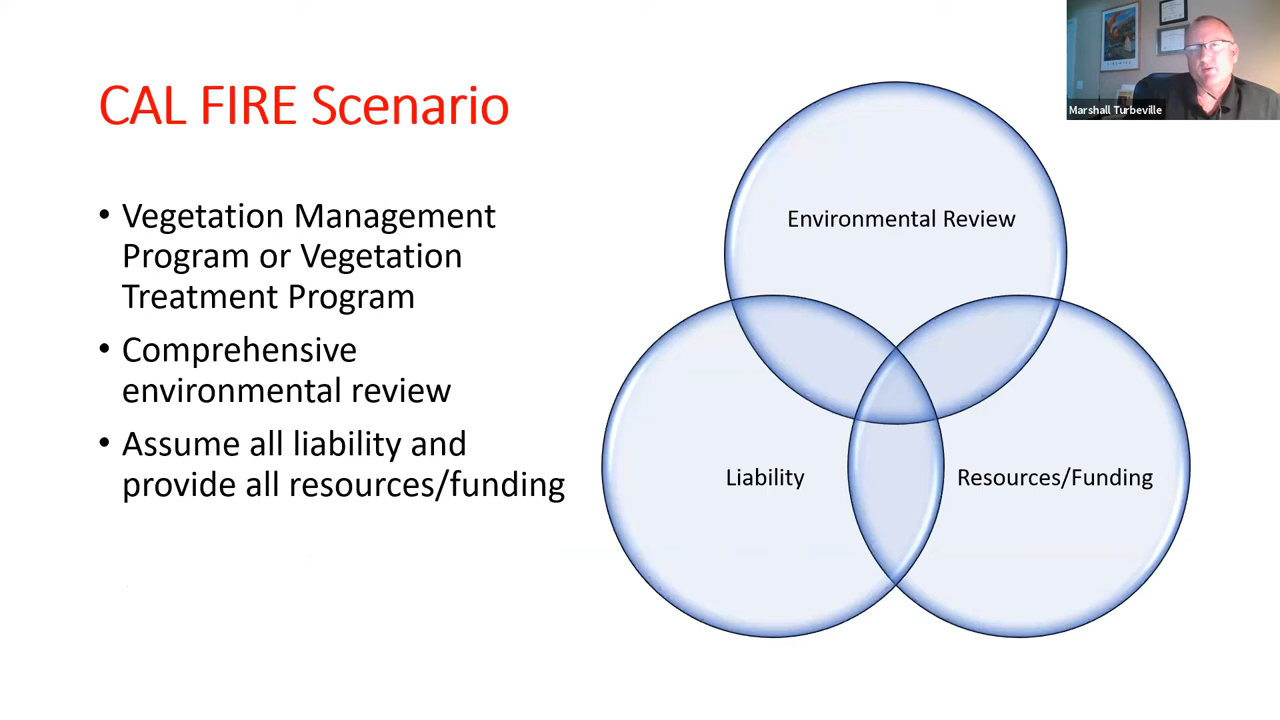 CAL FIRE Scenario
• Vegetation Management
Program or Vegetation
Treatment Program
• Comprehensive
environmental review
• Assume all liability and
provide all resources/funding
Environmental Review
Liability
Resources/Funding
Marshall Turbeville